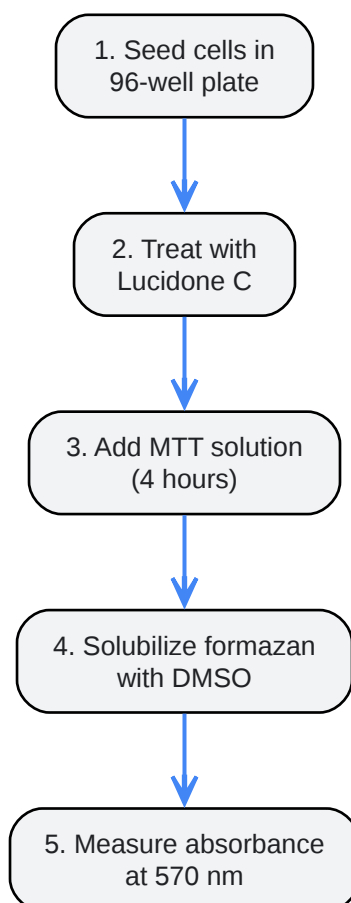 1. Seed cells in
96-well plate
2. Treat with
Lucidone C
3. Add MTT solution
(4 hours)
4. Solubilize formazan
with DMSO
5. Measure absorbance
at 570 nm